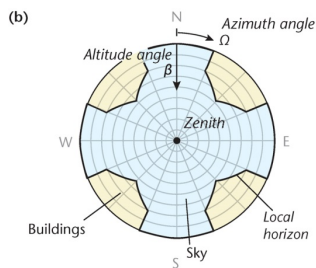 (b)
N
Azimuth angle
Ω
Altitude angle
β
Zenith
W
E
Buildings
Sky
Local
horizon
S